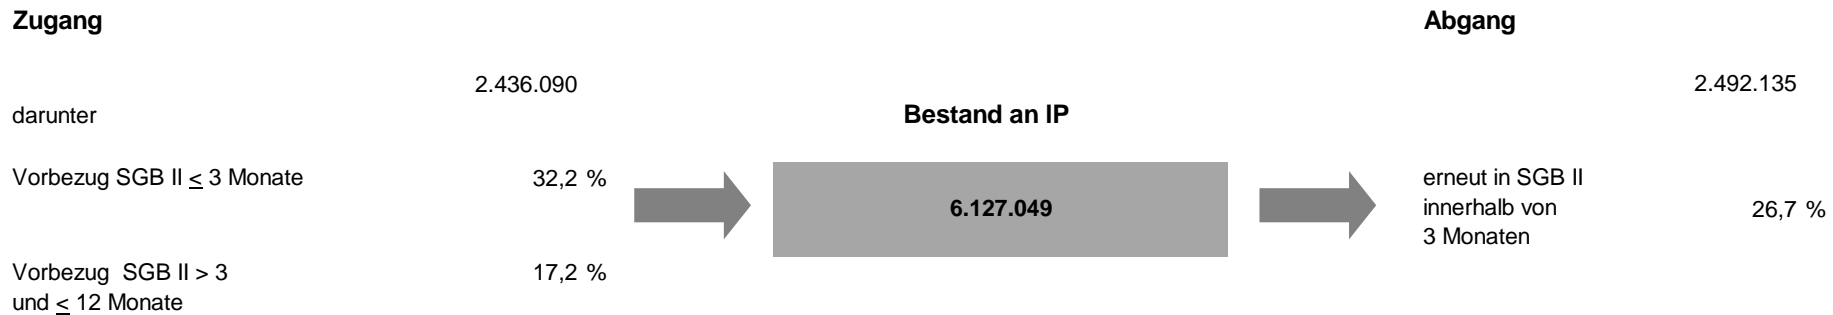 Zugang
2.436.090
darunter
Vorbezug SGB II ≤ 3 Monate 32,2 %
Vorbezug SGB II > 3 17,2 %
und ≤ 12 Monate
Bestand an IP
6.127.049
Abgang
2.492.135
erneut in SGB II
innerhalb von 26,7 %
3 Monaten